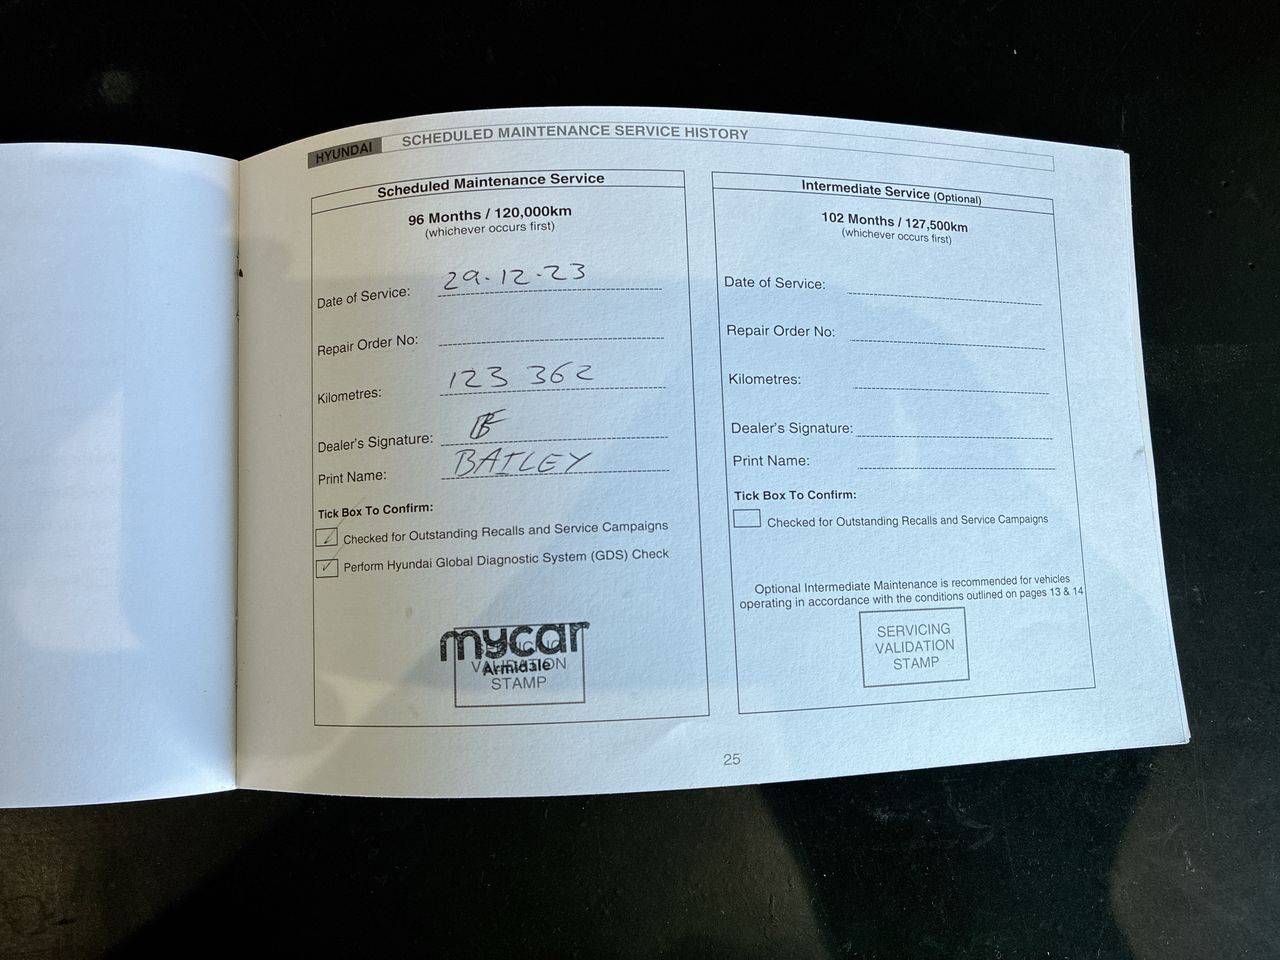 HYUNDAI SCHEDULED MAINTENANCE SERVICE HISTORY
Scheduled Maintenance Service
96 Months / 120,000km
(whichever occurs first)
Date of Service: 29-12-23
Repair Order No:
Kilometres: 123 362
Dealer's Signature:
Print Name: BAILEY
Tick Box To Confirm:
Checked for Outstanding Recalls and Service Campaigns
Perform Hyundai Global Diagnostic System (GDS) Check
mycar
Armidale
VALIDATION
STAMP
Intermediate Service (Optional)
102 Months / 127,500km
(whichever occurs first)
Date of Service:
Repair Order No:
Kilometres:
Dealer's Signature:
Print Name:
Tick Box To Confirm:
Checked for Outstanding Recalls and Service Campaigns
Optional Intermediate Maintenance is recommended for vehicles
operating in accordance with the conditions outlined on pages 13 & 14
SERVICING
VALIDATION
STAMP
25